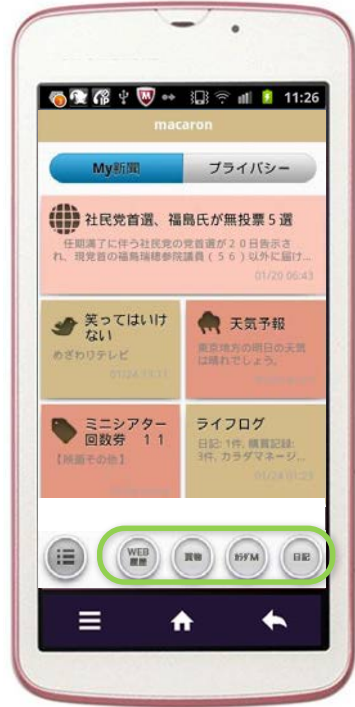 11:26
macaron
My新聞
プライバシー
社民党首選、福島氏が無投票５選
任期満了に伴う社民党の党首選が２０日告示さ
れ、現党首の福島瑞穂参院議員（５６）以外に届け...
01/20 06:43
笑ってはいけ
ない
めざわりテレビ
天気予報
東京地方の明日の天気
は晴れでしょう。
ミニシアター
回数券　１１
【映画その他】
ライフログ
日記: 1件, 購買記録:
3件, カラダマネージ...
01/24 01:23
WEB
履歴
買物
ｶﾗﾀﾞM
日記